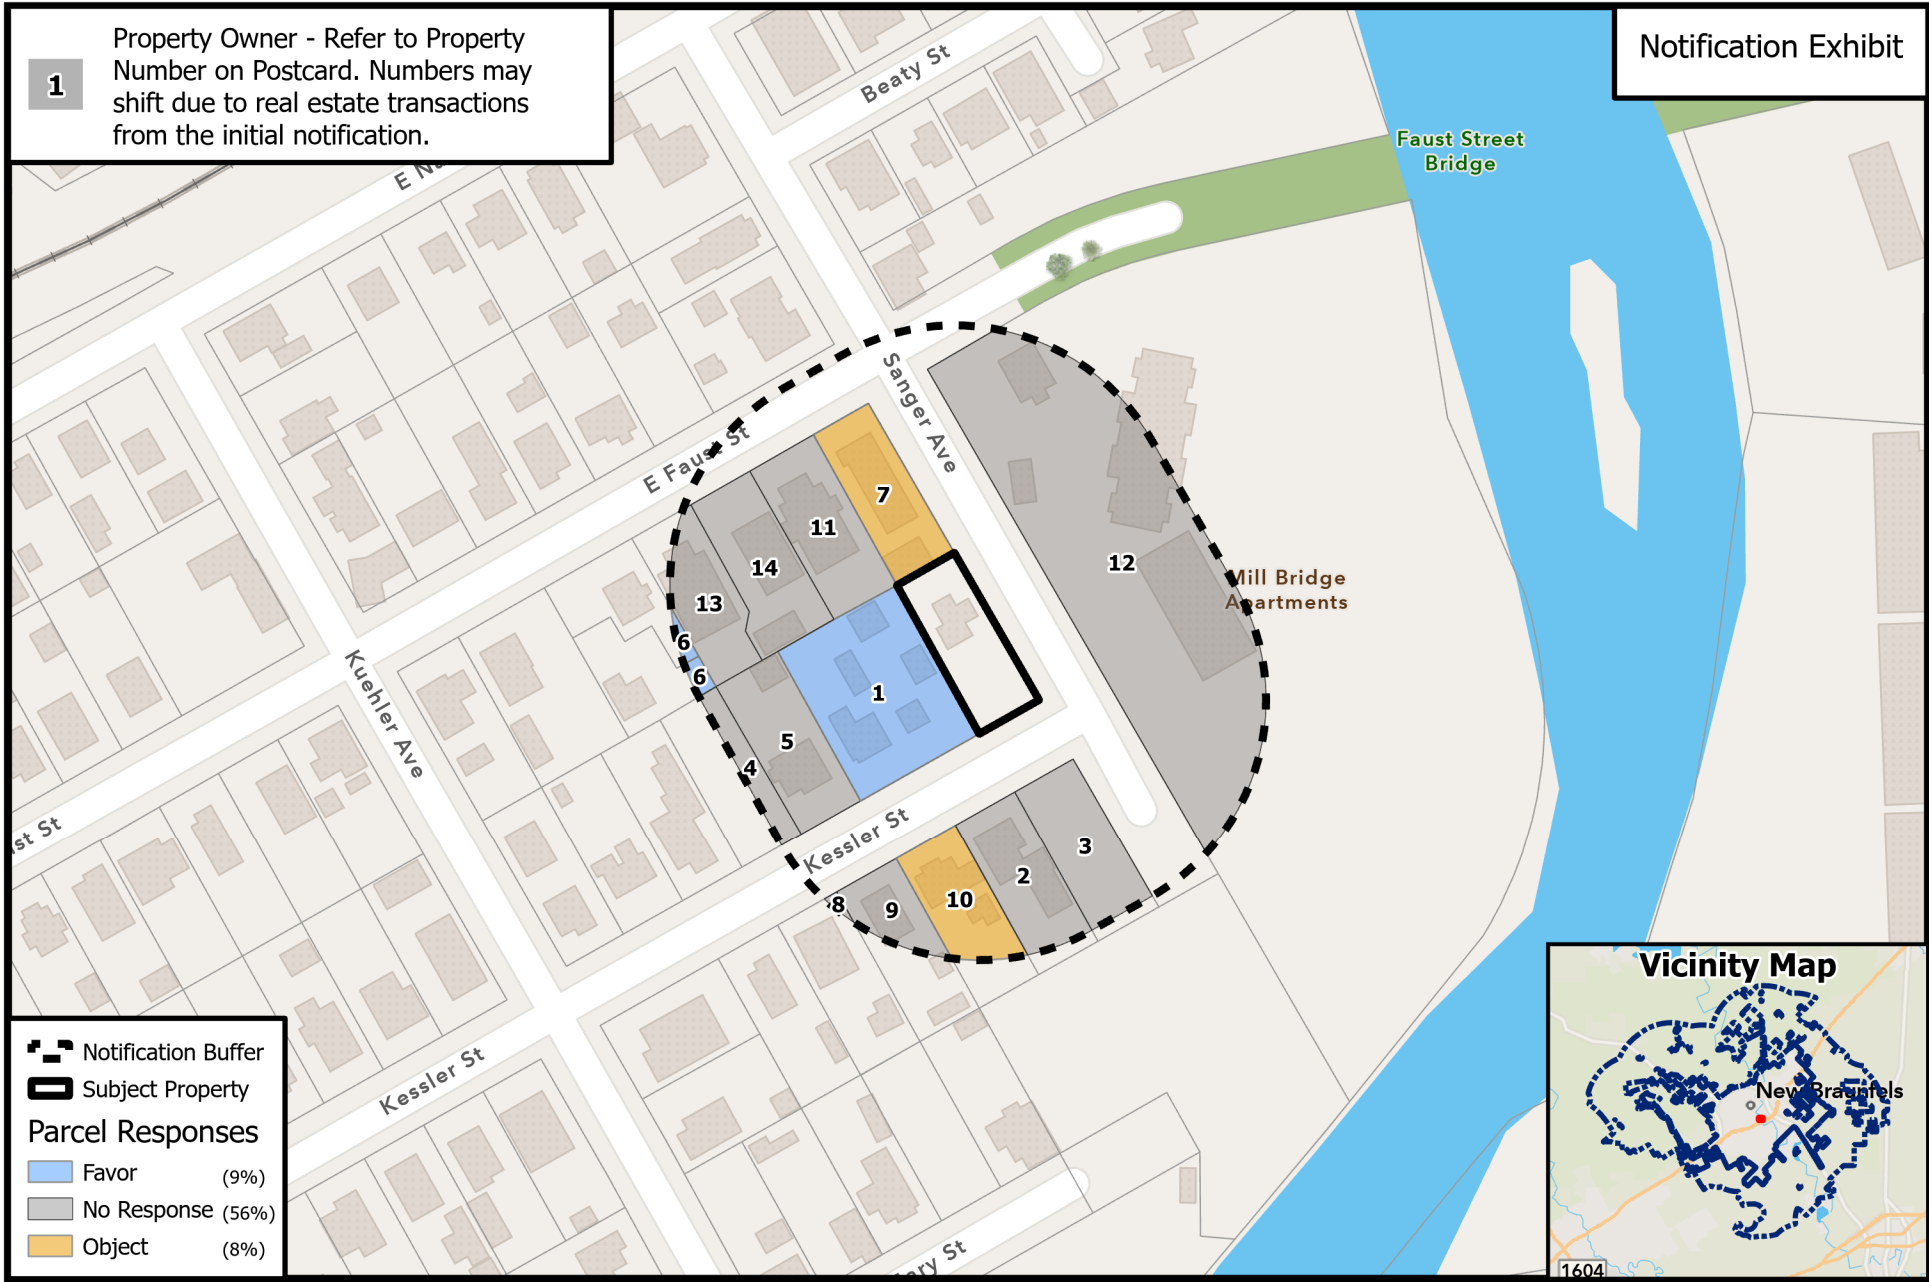 1
Property Owner - Refer to Property
Number on Postcard. Numbers may
shift due to real estate transactions
from the initial notification.
Notification Exhibit
Beaty St
Faust Street
Bridge
E
Sanger Ave
E Faust St
7
11
14
12
13
Mill Bridge
Apartments
6
6
1
5
4
Kuehler Ave
Kessler St
3
2
10
9
8
St
Kessler St
St
Notification Buffer
Subject Property
Parcel Responses
Favor (9%)
No Response (56%)
Object (8%)
Vicinity Map
New Braunfels
1604